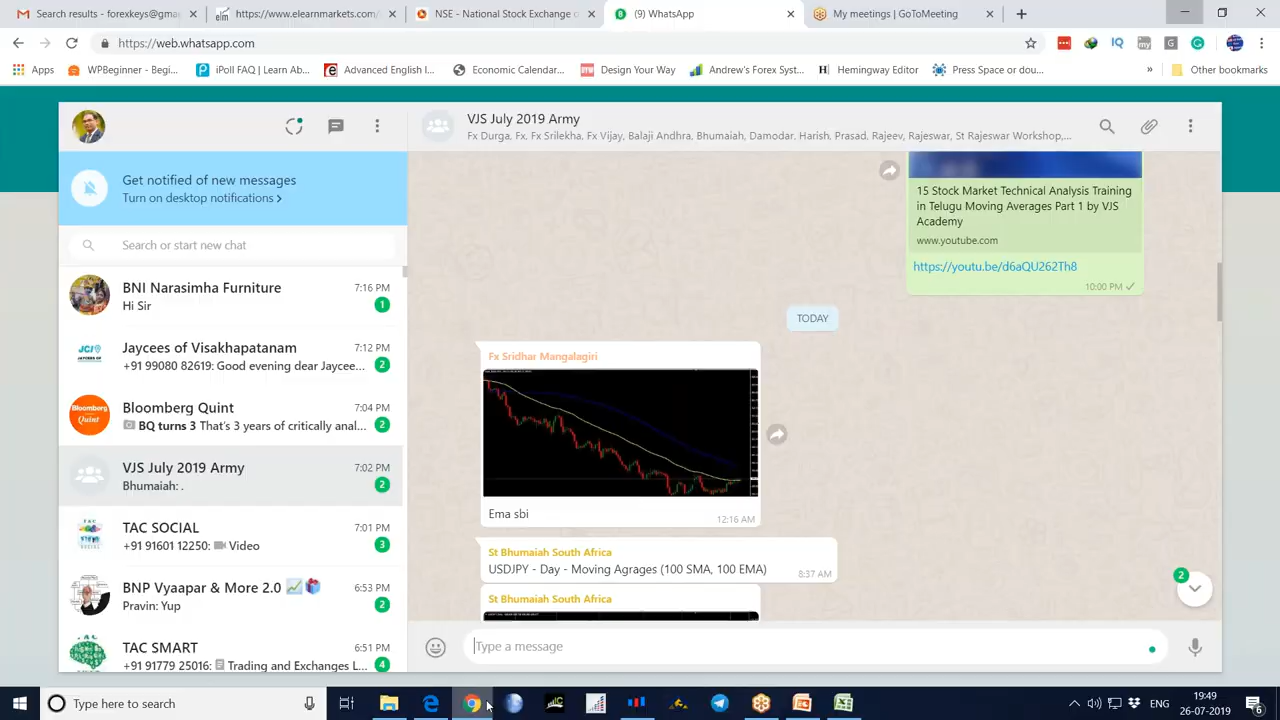 Gmail Search results - forexkeys@gma
https://www.elearnmarkets.com/
NSE - National Stock Exchange o
(9) WhatsApp
My meetings | GoToMeeting
https://web.whatsapp.com
Apps
WPBeginner - Begi...
iPoll FAQ | Learn Ab...
Advanced English I...
Economic Calendar...
Design Your Way
Andrew's Forex Syst...
Hemingway Editor
Press Space or dou...
»
Other bookmarks
VJS July 2019 Army
Fx Durga, Fx, Fx Srilekha, Fx Vijay, Balaji Andhra, Bhumaiah, Damodar, Harish, Prasad, Rajeev, Rajeswar, St Rajeswar Workshop,...
Get notified of new messages
Turn on desktop notifications >
Search or start new chat
BNI Narasimha Furniture
7:16 PM
Hi Sir
1
Jaycees of Visakhapatanam
7:12 PM
+91 99080 82619: Good evening dear Jaycee...
2
Bloomberg Quint
7:04 PM
BQ turns 3 That's 3 years of critically anal...
2
VJS July 2019 Army
7:02 PM
Bhumaiah: .
2
TAC SOCIAL
7:01 PM
+91 91601 12250: Video
3
BNP Vyaapar & More 2.0
6:53 PM
Pravin: Yup
2
TAC SMART
6:51 PM
+91 91779 25016: Trading and Exchanges L...
4
15 Stock Market Technical Analysis Training
in Telugu Moving Averages Part 1 by VJS
Academy
www.youtube.com
https://youtu.be/d6aQU262Th8
10:00 PM
TODAY
Fx Sridhar Mangalagiri
Ema sbi
12:16 AM
St Bhumaiah South Africa
USDJPY - Day - Moving Agrages (100 SMA, 100 EMA)
8:37 AM
St Bhumaiah South Africa
2
Type a message
Type here to search
ENG
19:49
26-07-2019
6